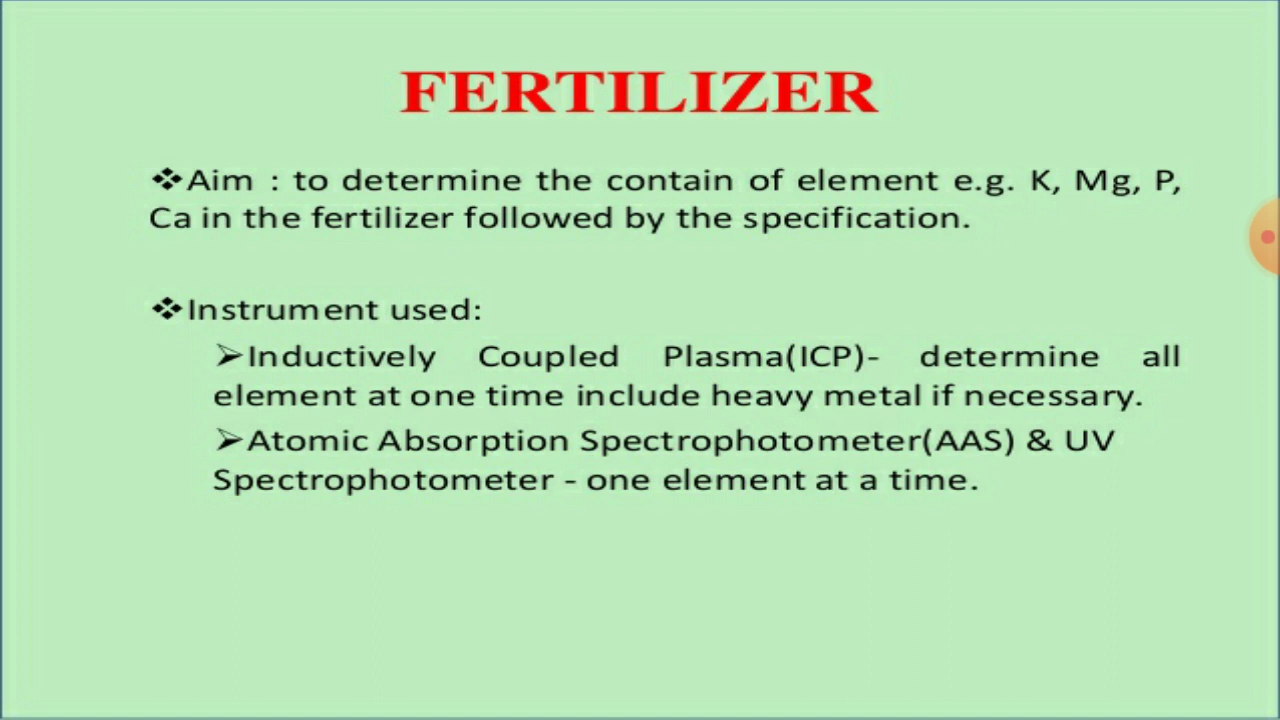 FERTILIZER
❖Aim : to determine the contain of element e.g. K, Mg, P,
Ca in the fertilizer followed by the specification.
❖Instrument used:
➢Inductively Coupled Plasma(ICP)- determine all
element at one time include heavy metal if necessary.
➢Atomic Absorption Spectrophotometer(AAS) & UV
Spectrophotometer - one element at a time.